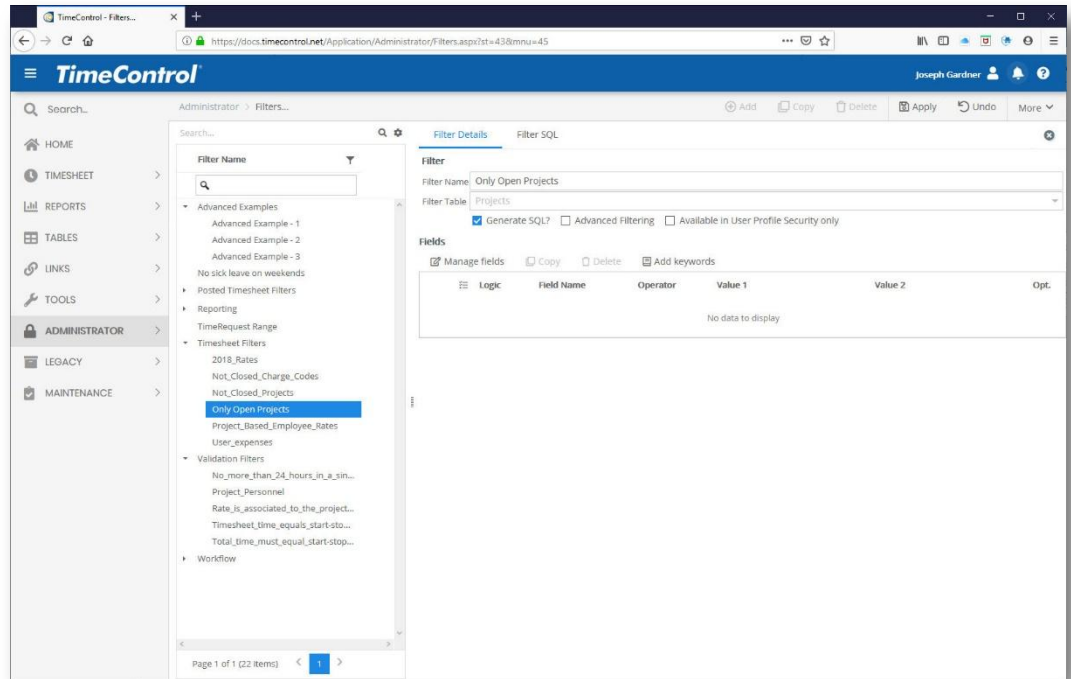 TimeControl - Filters...
https://docs.timecontrol.net/Application/Administrator/Filters.aspx?st=43&mnu=45
TimeControl
Joseph Gardner
Search...
Administrator > Filters...
Add
Copy
Delete
Apply
Undo
More
HOME
TIMESHEET
REPORTS
TABLES
LINKS
TOOLS
ADMINISTRATOR
LEGACY
MAINTENANCE
Search...
Filter Name
Advanced Examples
Advanced Example - 1
Advanced Example - 2
Advanced Example - 3
No sick leave on weekends
Posted Timesheet Filters
Reporting
TimeRequest Range
Timesheet Filters
2018_Rates
Not_Closed_Charge_Codes
Not_Closed_Projects
Only Open Projects
Project_Based_Employee_Rates
User_expenses
Validation Filters
No_more_than_24_hours_in_a_sin...
Project_Personnel
Rate_is_associated_to_the_project...
Timesheet_time_equals_start-sto...
Total_time_must_equal_start-stop...
Workflow
Page 1 of 1 (22 items) 1
Filter Details Filter SQL
Filter
Filter Name Only Open Projects
Filter Table Projects
Generate SQL? Advanced Filtering Available in User Profile Security only
Fields
Manage fields Copy Delete Add keywords
Logic Field Name Operator Value 1 Value 2 Opt.
No data to display